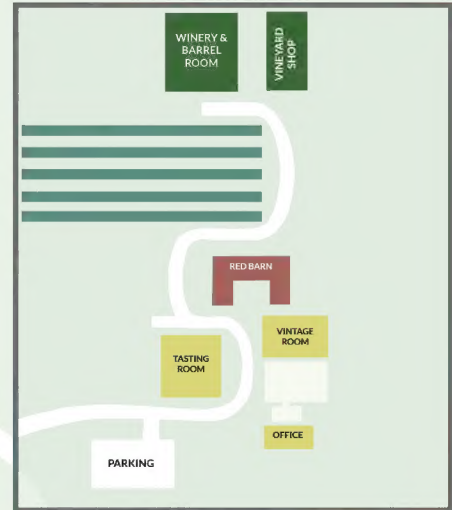 WINERY &
BARREL
ROOM
VINEYARD
SHOP
RED BARN
VINTAGE
ROOM
TASTING
ROOM
OFFICE
PARKING